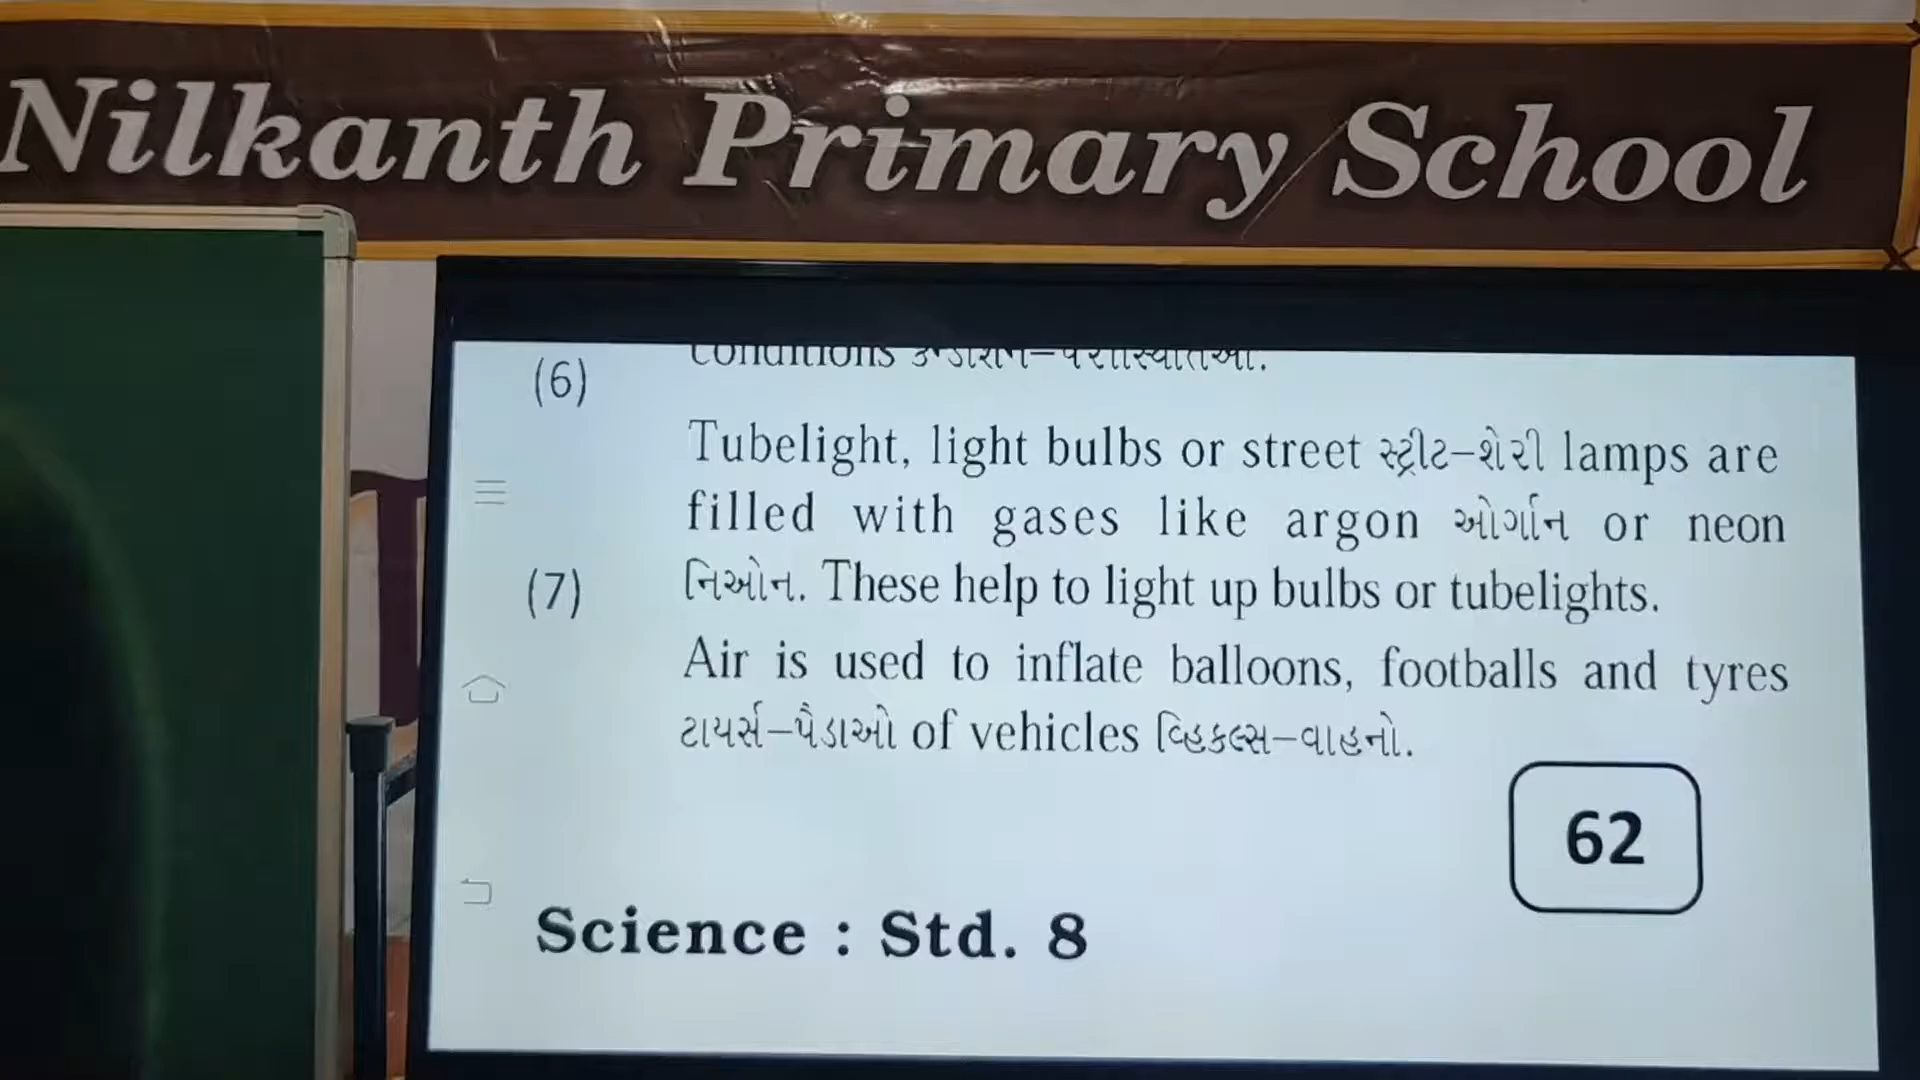 Nilkanth Primary School
(6)
Tubelight, light bulbs or street સ્ટ્રીટ–શેરી lamps are
filled with gases like argon ઓર્ગોન or neon
(7) નિઓન. These help to light up bulbs or tubelights.
Air is used to inflate balloons, footballs and tyres
ટાયર્સ–પૈડાઓ of vehicles વ્હિકલ્સ–વાહનો.
62
Science : Std. 8